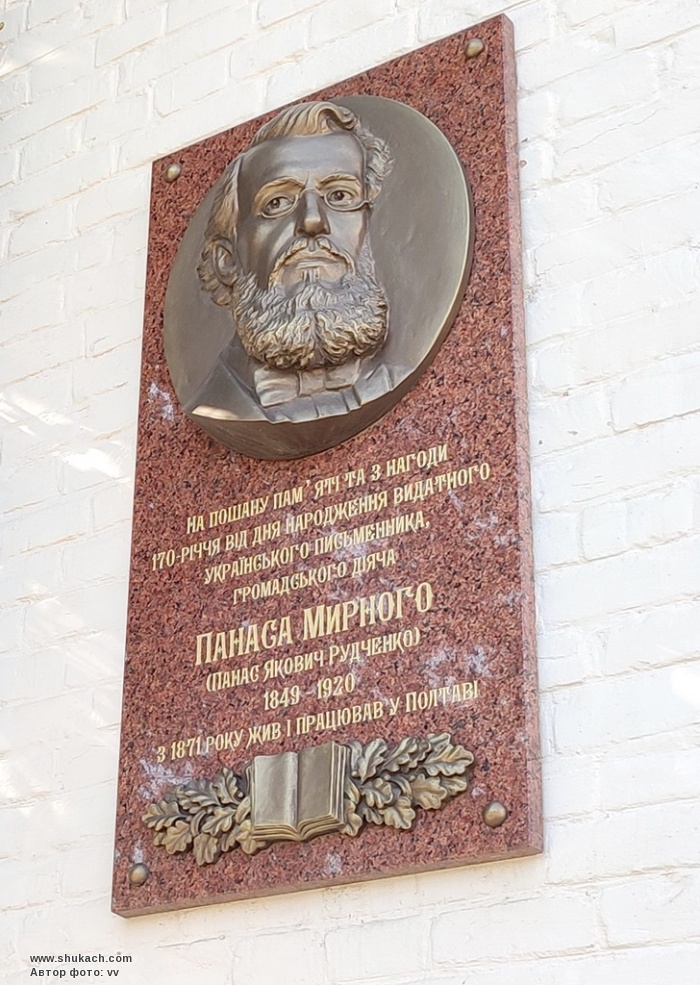 НА ПОШАНУ ПАМ'ЯТІ ТА З НАГОДИ
170-РІЧЧЯ ВІД ДНЯ НАРОДЖЕННЯ ВИДАТНОГО
УКРАЇНСЬКОГО ПИСЬМЕННИКА,
ГРОМАДСЬКОГО ДІЯЧА
ПАНАСА МИРНОГО
(ПАНАС ЯКОВИЧ РУДЧЕНКО)
1849 - 1920
З 1871 РОКУ ЖИВ І ПРАЦЮВАВ У ПОЛТАВІ
www.shukach.com
Автор фото: vv